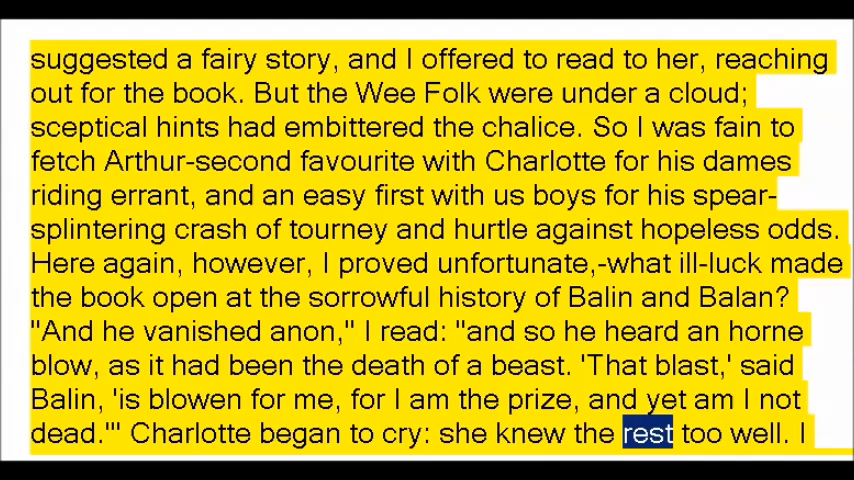 suggested a fairy story, and I offered to read to her, reaching
out for the book. But the Wee Folk were under a cloud;
sceptical hints had embittered the chalice. So I was fain to
fetch Arthur-second favourite with Charlotte for his dames
riding errant, and an easy first with us boys for his spear-
splintering crash of tourney and hurtle against hopeless odds.
Here again, however, I proved unfortunate,-what ill-luck made
the book open at the sorrowful history of Balin and Balan?
"And he vanished anon," I read: "and so he heard an horne
blow, as it had been the death of a beast. 'That blast,' said
Balin, 'is blowen for me, for I am the prize, and yet am I not
dead.'" Charlotte began to cry: she knew the rest too well. I